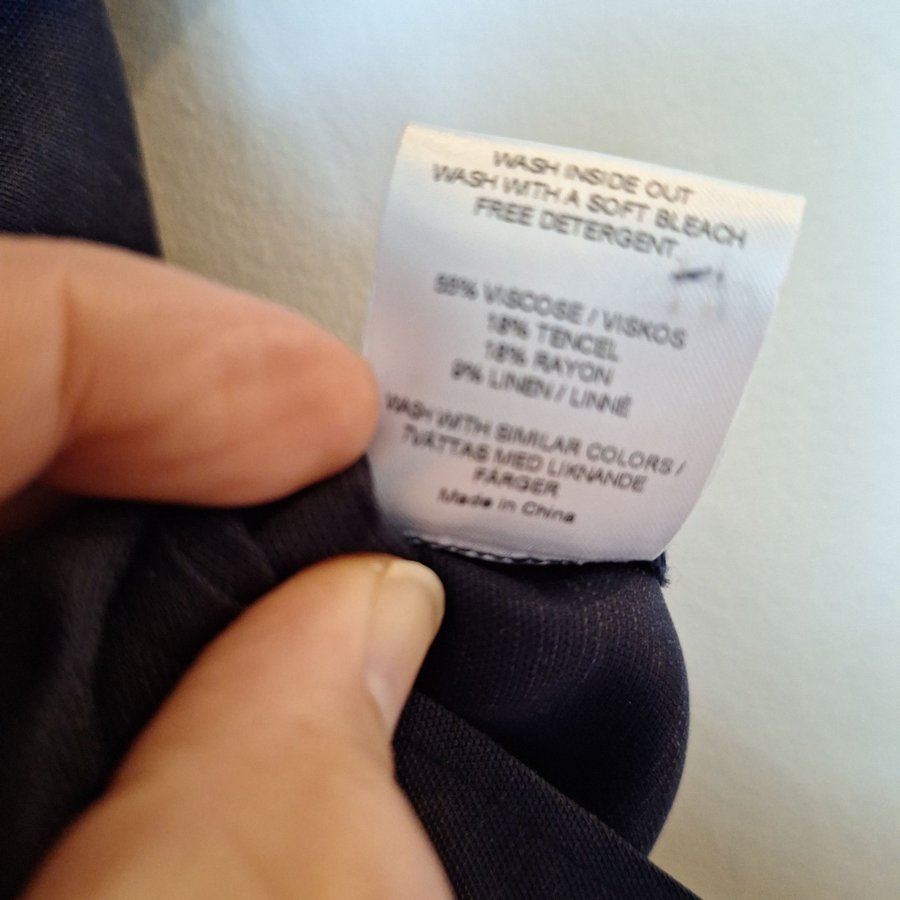 WASH INSIDE OUT
WASH WITH A SOFT BLEACH
FREE DETERGENT
55% VISCOSE / VISKOS
18% TENCEL
18% RAYON
9% LINEN / LINNÉ
WASH WITH SIMILAR COLORS /
TVÄTTAS MED LIKNANDE
FÄRGER
Made in China